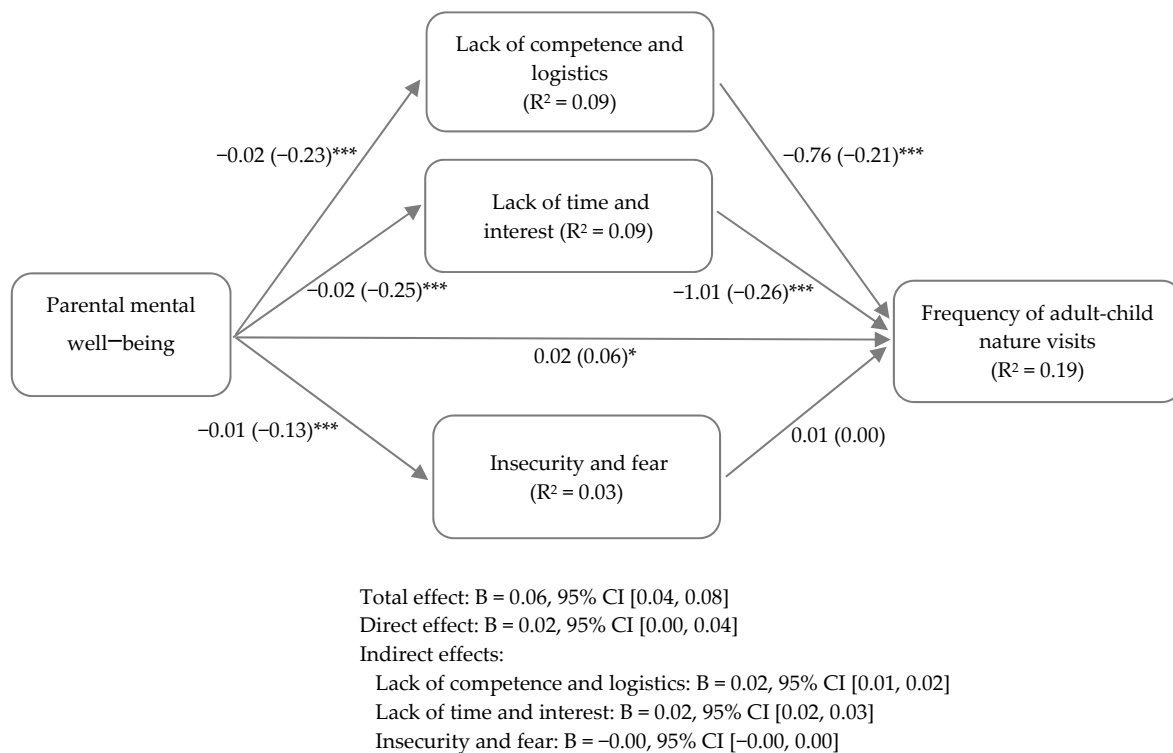 Lack of competence and
logistics
(R² = 0.09)
−0.02 (−0.23)***
−0.76 (−0.21)***
Lack of time and
interest (R² = 0.09)
−0.02 (−0.25)***
−1.01 (−0.26)***
Parental mental
well−being
Frequency of adult-child
nature visits
(R² = 0.19)
0.02 (0.06)*
−0.01 (−0.13)***
0.01 (0.00)
Insecurity and fear
(R² = 0.03)
Total effect: B = 0.06, 95% CI [0.04, 0.08]
Direct effect: B = 0.02, 95% CI [0.00, 0.04]
Indirect effects:
Lack of competence and logistics: B = 0.02, 95% CI [0.01, 0.02]
Lack of time and interest: B = 0.02, 95% CI [0.02, 0.03]
Insecurity and fear: B = −0.00, 95% CI [−0.00, 0.00]